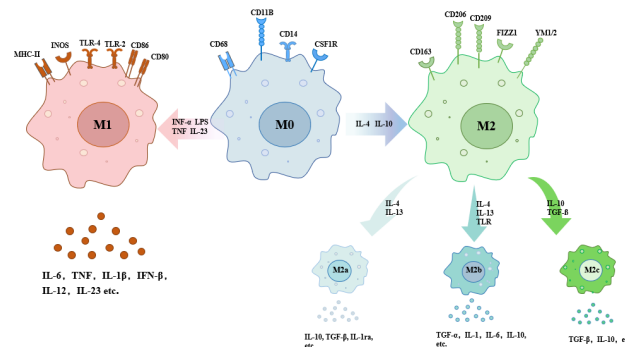 MHC-II
INOS
TLR-4
TLR-2
CD86
CD80
M1
INF-α LPS
TNF IL-23
CD68
CD11B
CD14
CSF1R
M0
IL-4 IL-10
CD163
CD206
CD209
FIZZ1
YM1/2
M2
IL-6, TNF, IL-1β, IFN-β,
IL-12, IL-23 etc.
IL-4
IL-13
IL-4
IL-13
TLR
IL-10
TGF-ß
M2a
M2b
M2c
IL-10, TGF-β, IL-1ra,
etc
TGF-α, IL-1, IL-6, IL-10,
etc.
TGF-β, IL-10, e